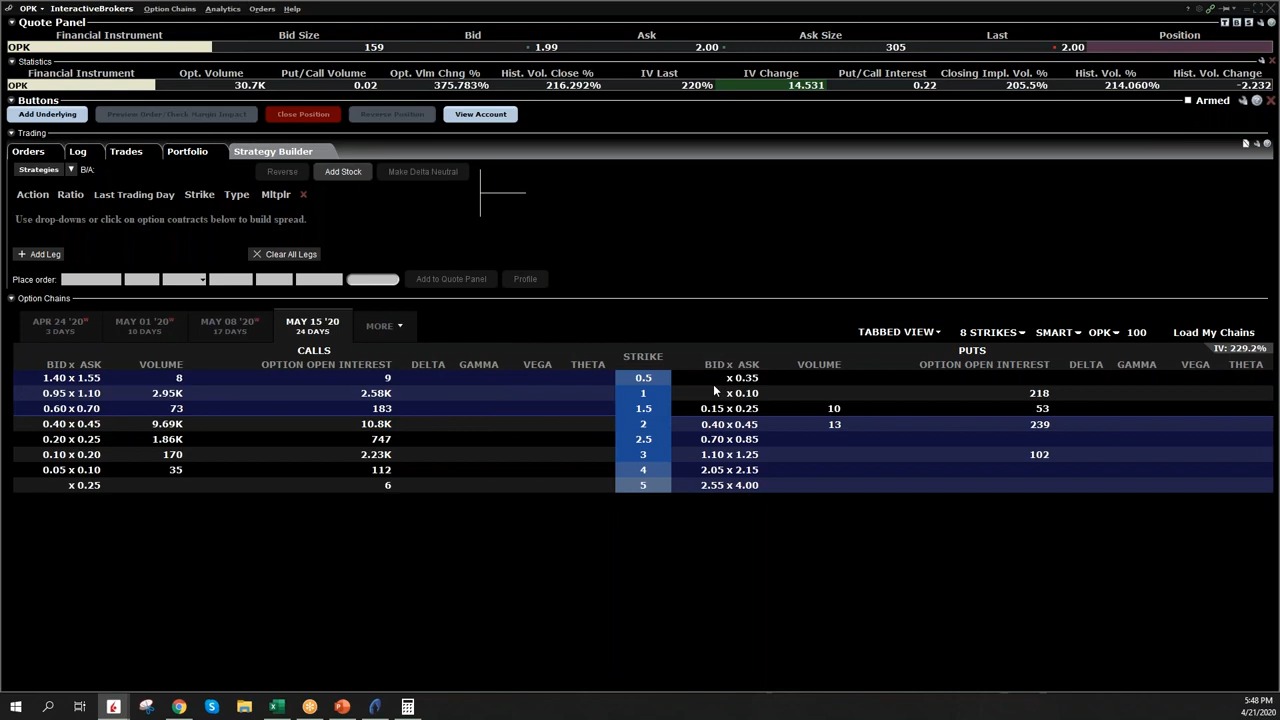 OPK InteractiveBrokers Option Chains Analytics Orders Help
Quote Panel
Financial Instrument Bid Size Bid Ask Ask Size Last Position
OPK 159 1.99 2.00 305 2.00
Statistics
Financial Instrument Opt. Volume Put/Call Volume Opt. Vlm Chng % Hist. Vol. Close % IV Last IV Change Put/Call Interest Closing Impl. Vol. % Hist. Vol. % Hist. Vol. Change
OPK 30.7K 0.02 375.783% 216.292% 220% 14.531 0.22 205.5% 214.060% -2.232
Buttons Armed
Add Underlying Preview Order/Check Margin Impact Close Position Reverse Position View Account
Trading
Orders Log Trades Portfolio Strategy Builder
Strategies B/A: Reverse Add Stock Make Delta Neutral
Action Ratio Last Trading Day Strike Type Mltplr
Use drop-downs or click on option contracts below to build spread.
+ Add Leg X Clear All Legs
Place order: Add to Quote Panel Profile
Option Chains
APR 24 '20 MAY 01 '20 MAY 08 '20 MAY 15 '20 MORE
3 DAYS 10 DAYS 17 DAYS 24 DAYS
TABBED VIEW 8 STRIKES SMART OPK 100 Load My Chains
CALLS STRIKE PUTS IV: 229.2%
BID x ASK VOLUME OPTION OPEN INTEREST DELTA GAMMA VEGA THETA BID x ASK VOLUME OPTION OPEN INTEREST DELTA GAMMA VEGA THETA
1.40 x 1.55 8 9 0.5 x 0.35
0.95 x 1.10 2.95K 2.58K 1 x 0.10 218
0.60 x 0.70 73 183 1.5 0.15 x 0.25 10 53
0.40 x 0.45 9.69K 10.8K 2 0.40 x 0.45 13 239
0.20 x 0.25 1.86K 747 2.5 0.70 x 0.85
0.10 x 0.20 170 2.23K 3 1.10 x 1.25 102
0.05 x 0.10 35 112 4 2.05 x 2.15
x 0.25 6 5 2.55 x 4.00
5:48 PM
4/21/2020